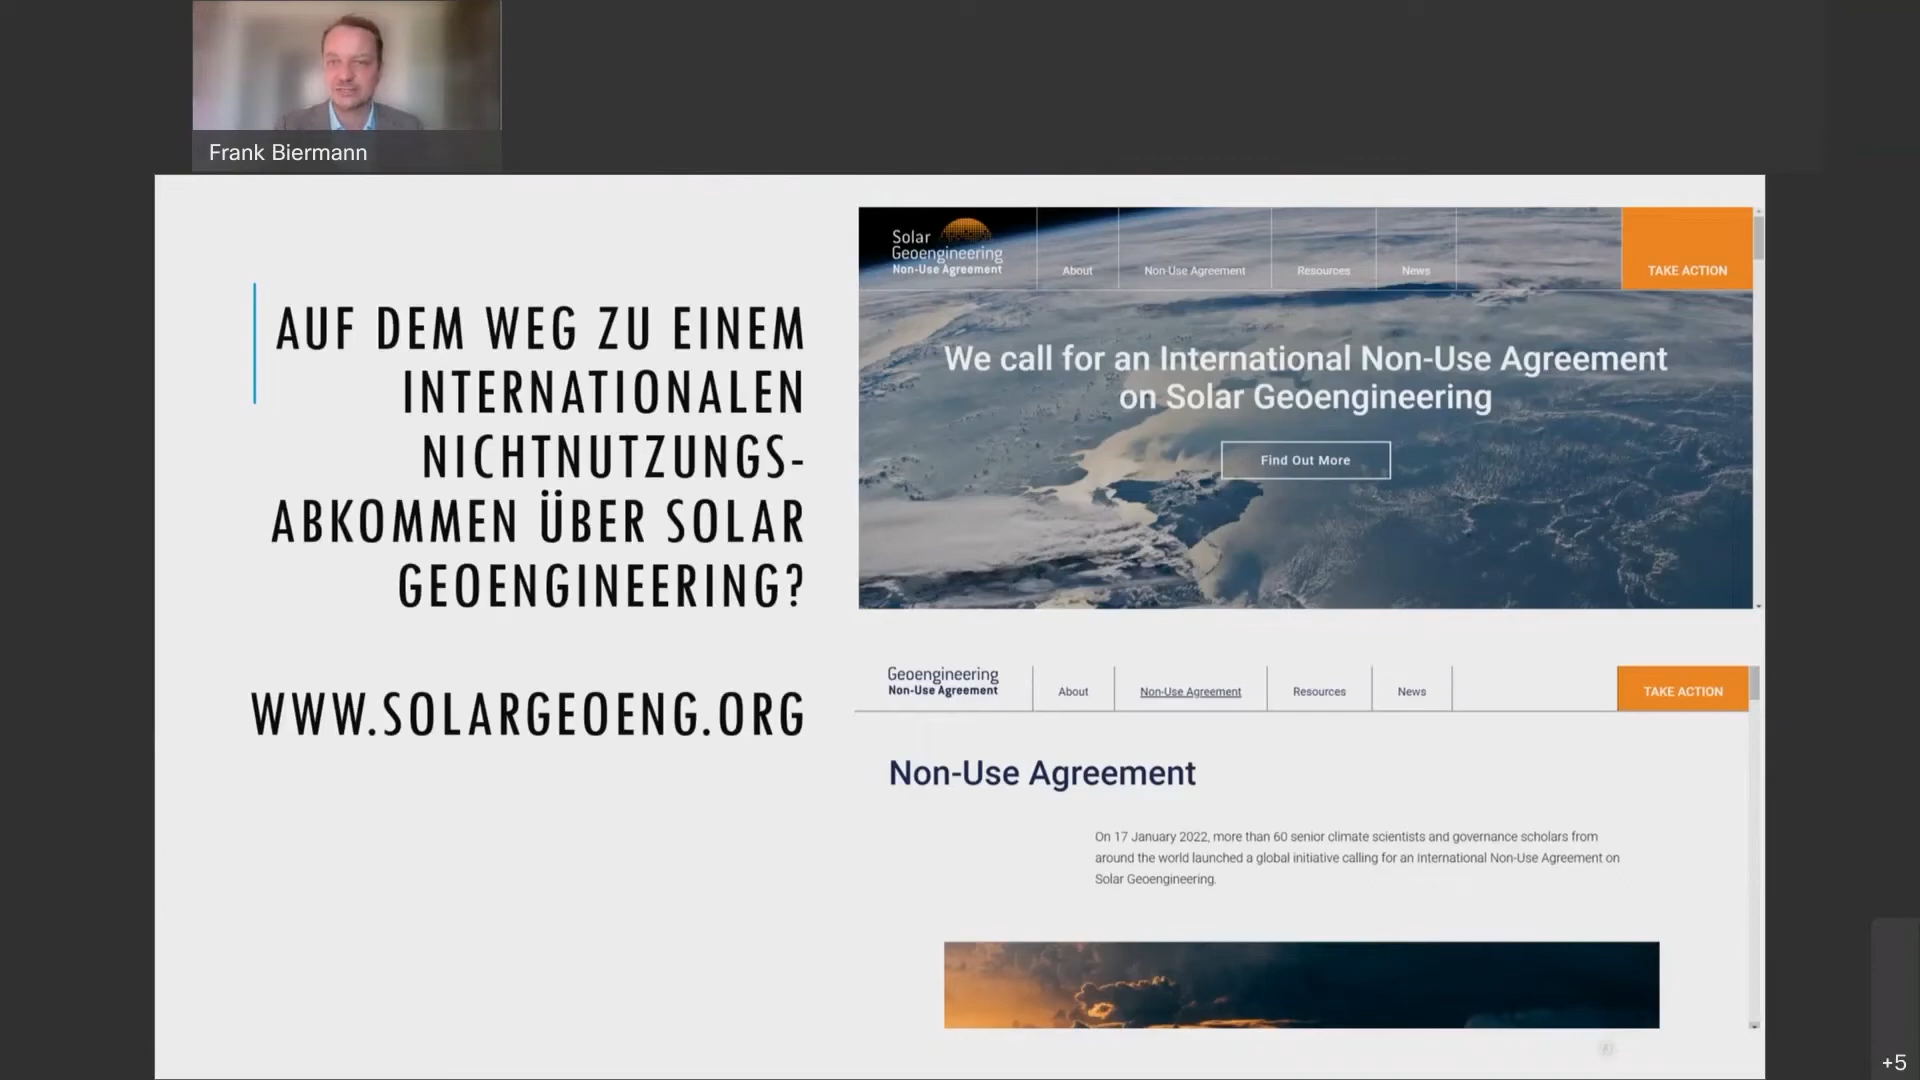 Frank Biermann
AUF DEM WEG ZU EINEM
INTERNATIONALEN
NICHTNUTZUNGS-
ABKOMMEN ÜBER SOLAR
GEOENGINEERING?
WWW.SOLARGEOENG.ORG
Solar
Geoengineering
Non-Use Agreement
About
Non-Use Agreement
Resources
News
TAKE ACTION
We call for an International Non-Use Agreement
on Solar Geoengineering
Find Out More
Geoengineering
Non-Use Agreement
About
Non-Use Agreement
Resources
News
TAKE ACTION
Non-Use Agreement
On 17 January 2022, more than 60 senior climate scientists and governance scholars from
around the world launched a global initiative calling for an International Non-Use Agreement on
Solar Geoengineering.
+5